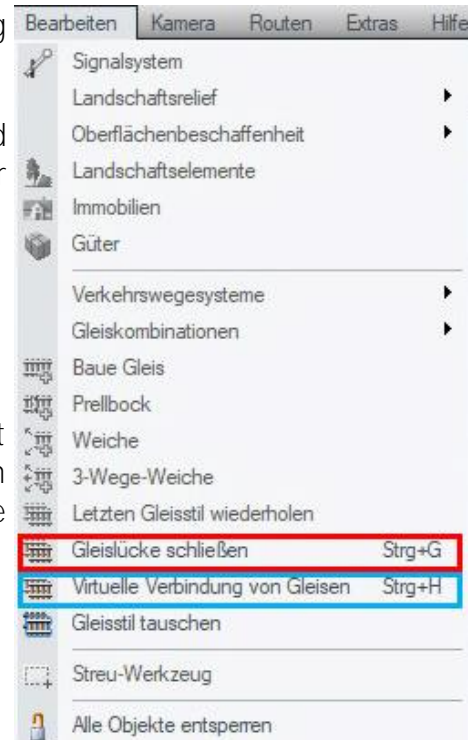 Bearbeiten Kamera Routen Extras Hilfe
Signalsystem
Landschaftsrelief
Oberflächenbeschaffenheit
Landschaftselemente
Immobilien
Güter
Verkehrswegesysteme
Gleiskombinationen
Baue Gleis
Prellbock
Weiche
3-Wege-Weiche
Letzten Gleisstil wiederholen
Gleislücke schließen Strg+G
Virtuelle Verbindung von Gleisen Strg+H
Gleisstil tauschen
Streu-Werkzeug
Alle Objekte entsperren